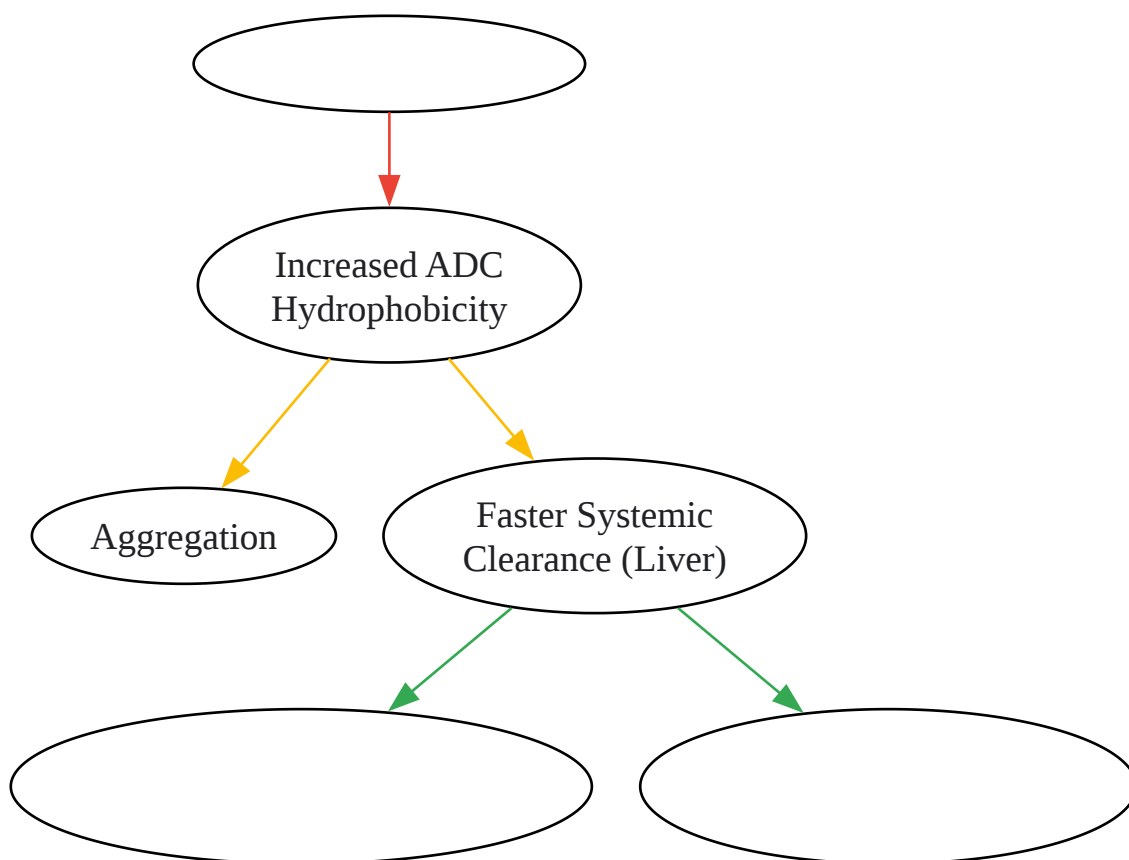 Increased ADC
Hydrophobicity
Aggregation
Faster Systemic
Clearance (Liver)